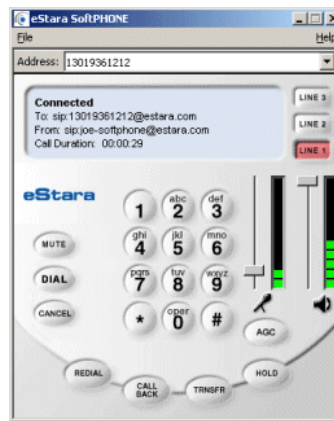 eStara SoftPHONE
File Help
Address: 13019361212
Connected
To: sip:13019361212@estara.com
From: sip:joe-softphone@estara.com
Call Duration: 00:00:29
LINE 3
LINE 2
LINE 1
eStara
1 abc 2 def 3
ghi 4 jkl 5 mno 6
pqrs 7 tuv 8 wxyz 9
* oper 0 #
MUTE
DIAL
CANCEL
AGC
REDIAL
CALL
BACK
TRNSFR
HOLD